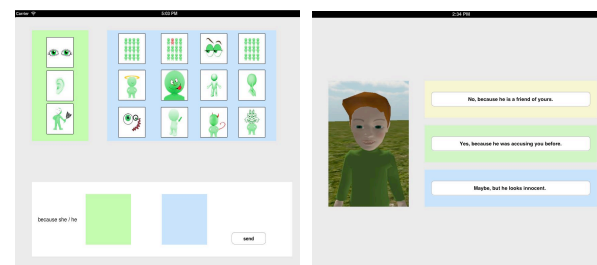 Carrier 5:03 PM
because she / he
send
2:34 PM
No, because he is a friend of yours.
Yes, because he was accusing you before.
Maybe, but he looks innocent.